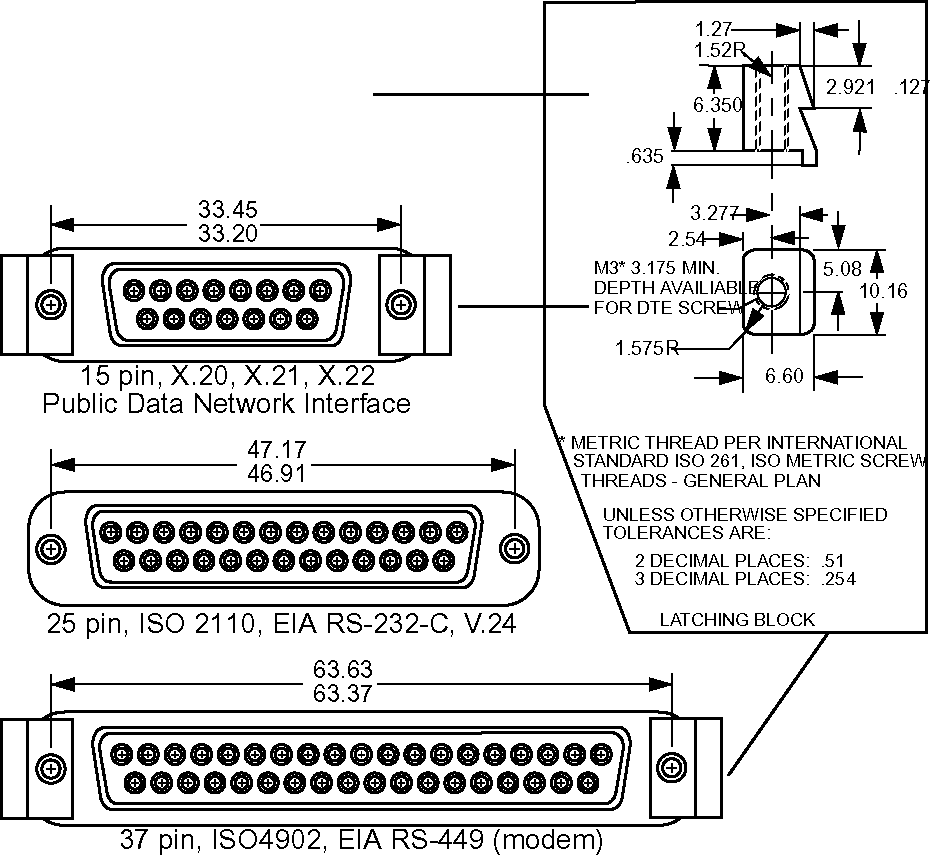 1.27
1.52R
6.350
2.921 .127
.635
3.277
2.54
M3* 3.175 MIN.
DEPTH AVAILIABLE
FOR DTE SCREW
5.08
10.16
1.575R
6.60
* METRIC THREAD PER INTERNATIONAL
STANDARD ISO 261, ISO METRIC SCREW
THREADS - GENERAL PLAN
UNLESS OTHERWISE SPECIFIED
TOLERANCES ARE:
2 DECIMAL PLACES: .51
3 DECIMAL PLACES: .254
LATCHING BLOCK
33.45
33.20
15 pin, X.20, X.21, X.22
Public Data Network Interface
47.17
46.91
25 pin, ISO 2110, EIA RS-232-C, V.24
63.63
63.37
37 pin, ISO4902, EIA RS-449 (modem)